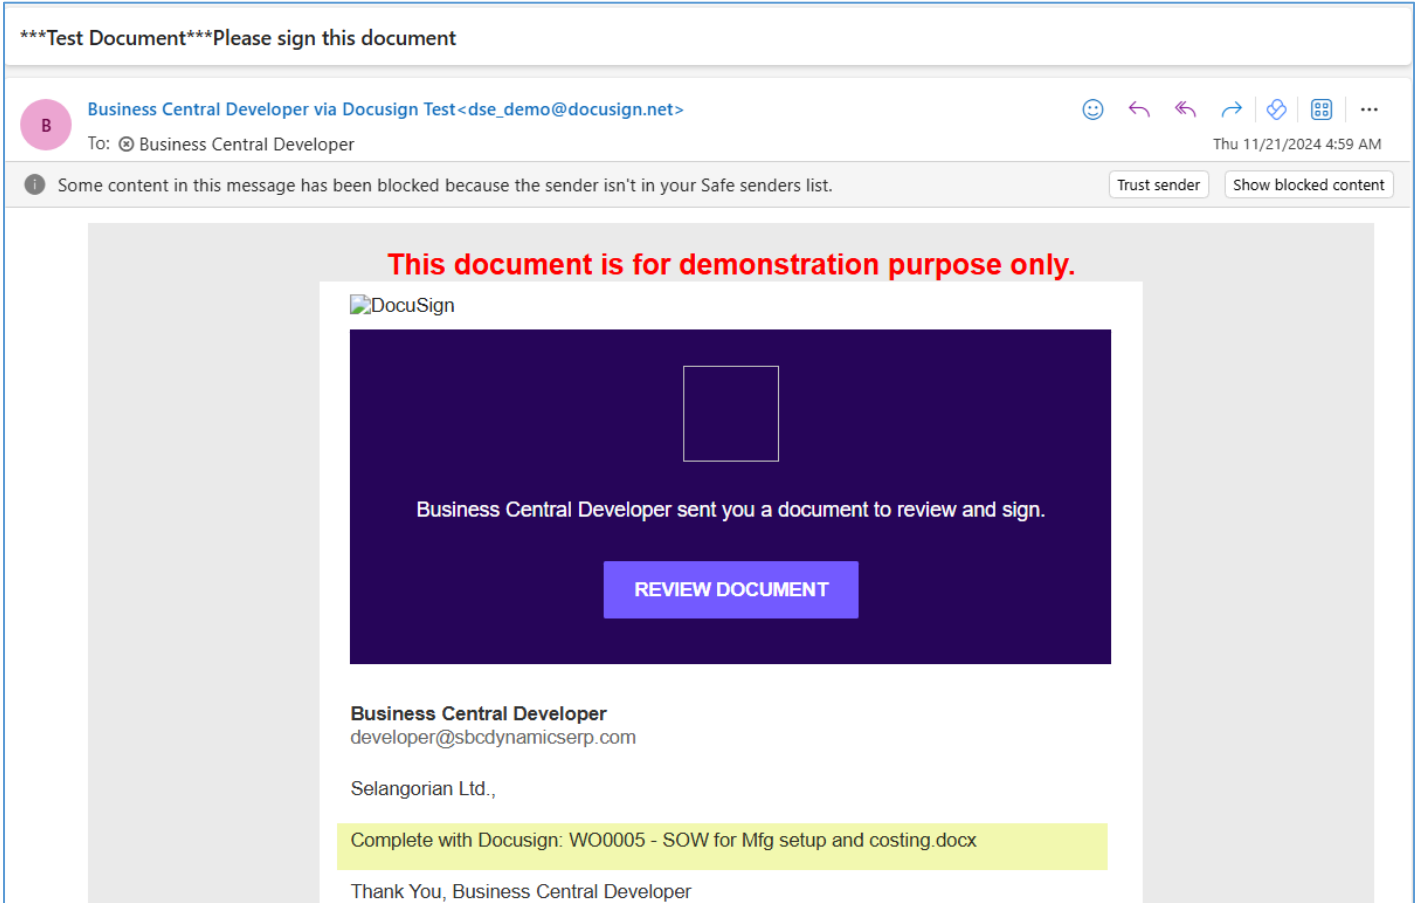 ***Test Document***Please sign this document
B
Business Central Developer via Docusign Test<dse_demo@docusign.net>
To: Business Central Developer
Thu 11/21/2024 4:59 AM
Some content in this message has been blocked because the sender isn't in your Safe senders list.
Trust sender
Show blocked content
This document is for demonstration purpose only.
DocuSign
Business Central Developer sent you a document to review and sign.
REVIEW DOCUMENT
Business Central Developer
developer@sbcdynamicserp.com
Selangorian Ltd.,
Complete with Docusign: WO0005 - SOW for Mfg setup and costing.docx
Thank You, Business Central Developer